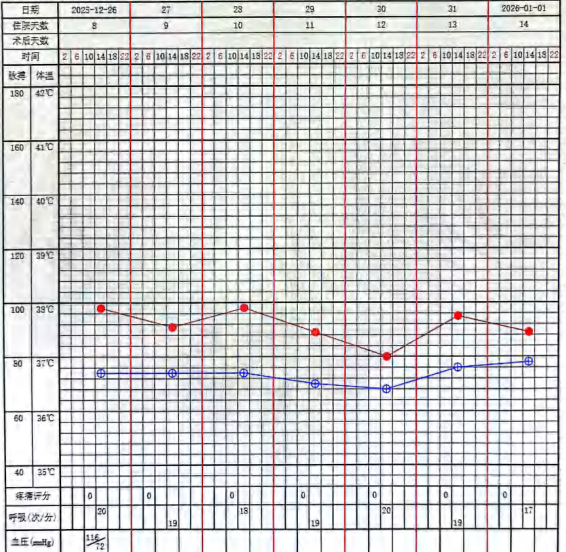 日期 2025-12-26 27 28 29 30 31 2026-01-01
住院天数 8 9 10 11 12 13 14
术后天数
时间 2 6 10 14 18 22 2 6 10 14 18 22 2 6 10 14 18 22 2 6 10 14 18 22 2 6 10 14 18 22 2 6 10 14 18 22 2 6 10 14 18 22
脉搏 体温
180 42℃
160 41℃
140 40℃
120 39℃
100 38℃
80 37℃
60 36℃
40 35℃
疼痛评分 0 0 0 0 0 0 0
呼吸(次/分) 20 19 18 19 20 19 17
血压(mmHg) 116/72